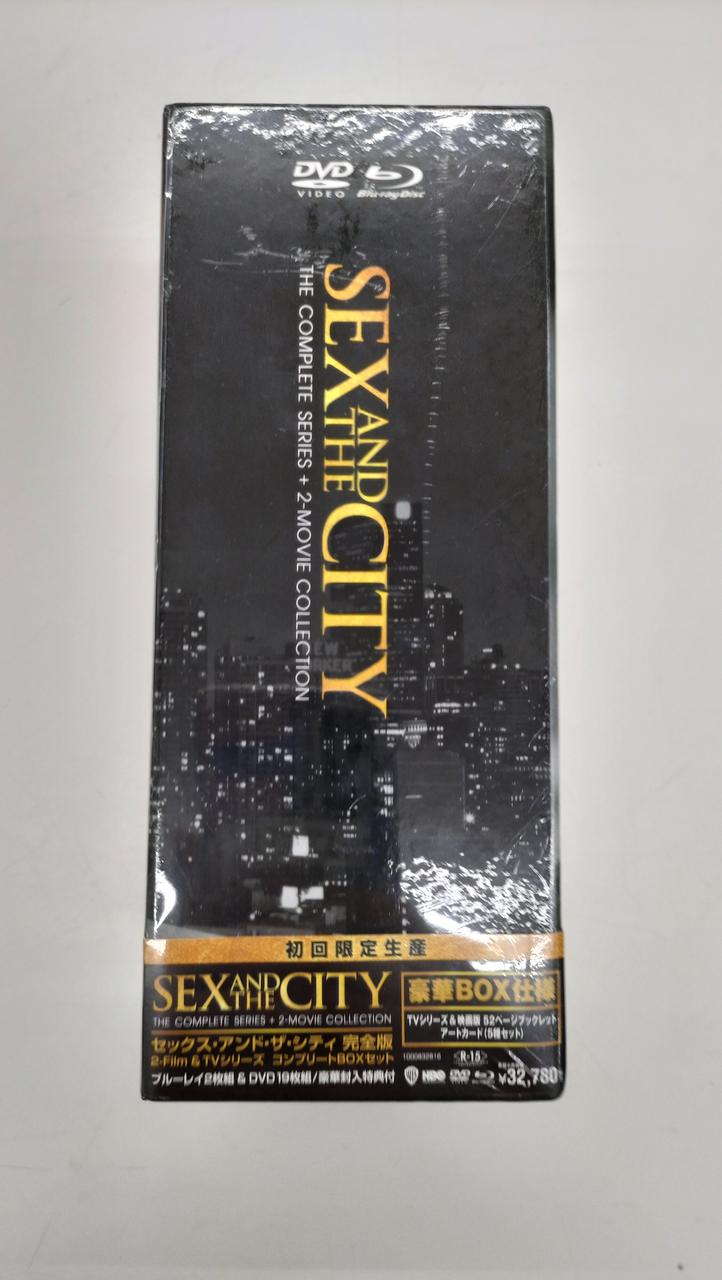 DVD
VIDEO
Blu-ray Disc
SEX AND THE CITY
THE COMPLETE SERIES + 2-MOVIE COLLECTION
初回限定生産
SEX AND THE CITY
THE COMPLETE SERIES + 2-MOVIE COLLECTION
セックス・アンド・ザ・シティ 完全版
2-Film & TVシリーズ コンプリートBOXセット
ブルーレイ2枚組 & DVD19枚組/豪華封入特典付
豪華BOX仕様
TVシリーズ & 映画版 52ページブックレット
アートカード(5種セット)
1000832816
R-15
HBO
DVD
¥32,780